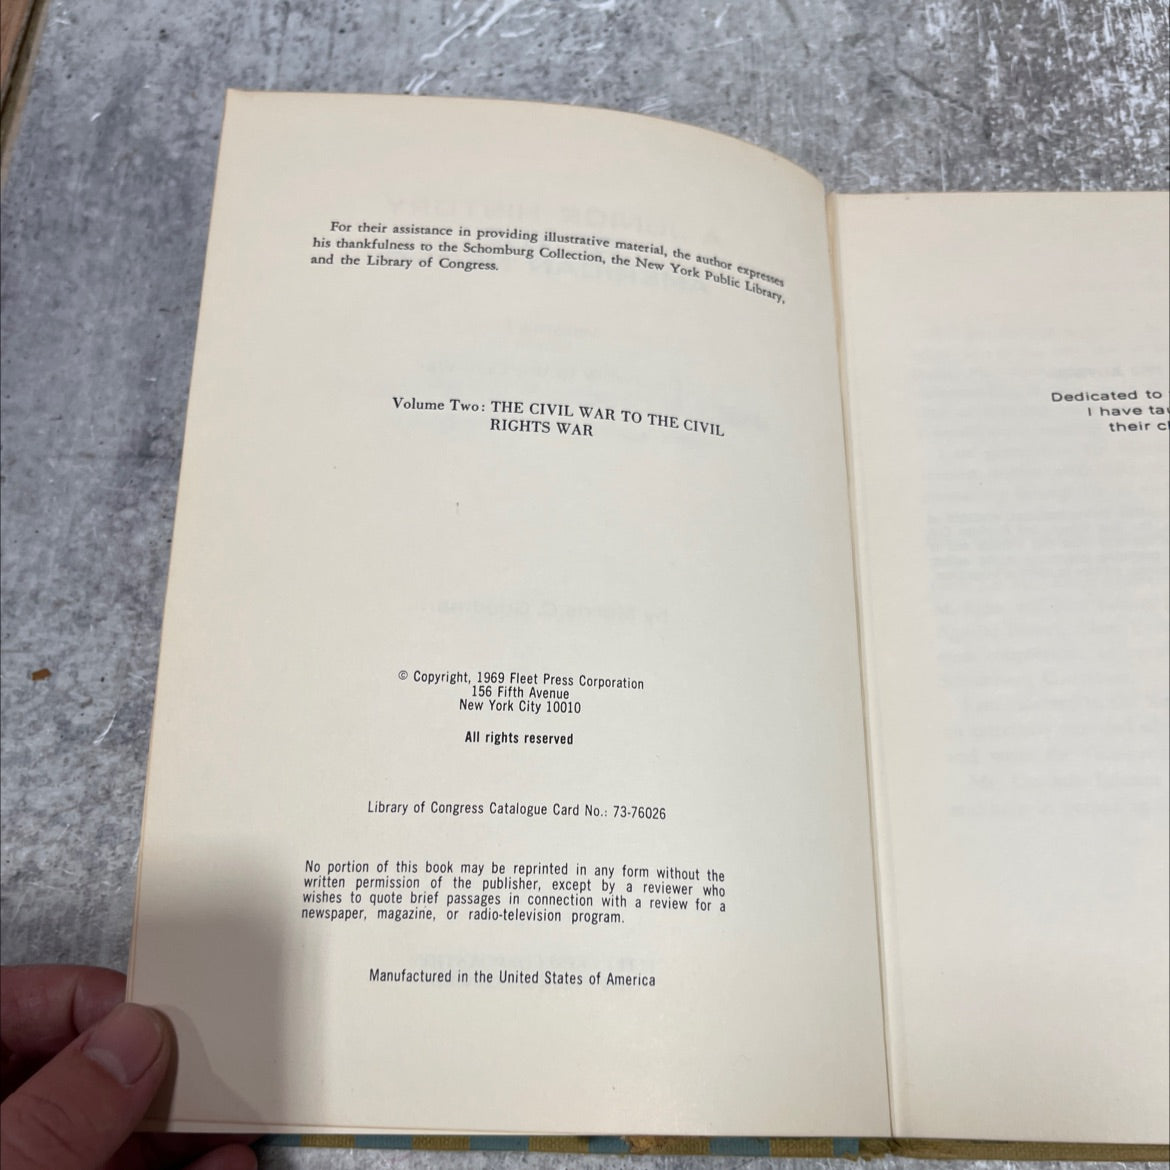 For their assistance in providing illustrative material, the author expresses
his thankfulness to the Schomburg Collection, the New York Public Library,
and the Library of Congress.
Volume Two: THE CIVIL WAR TO THE CIVIL
RIGHTS WAR
© Copyright, 1969 Fleet Press Corporation
156 Fifth Avenue
New York City 10010
All rights reserved
Library of Congress Catalogue Card No.: 73-76026
No portion of this book may be reprinted in any form without the
written permission of the publisher, except by a reviewer who
wishes to quote brief passages in connection with a review for a
newspaper, magazine, or radio-television program.
Manufactured in the United States of America
Dedicated to
I have
their